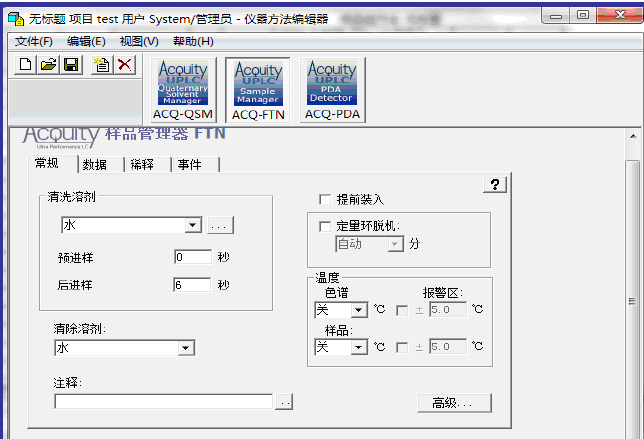 无标题 项目 test 用户 System/管理员 - 仪器方法编辑器
文件(F) 编辑(E) 视图(V) 帮助(H)
Acquity UPLC Quaternary Solvent Manager
ACQ-QSM
Acquity UPLC Sample Manager
ACQ-FTN
Acquity UPLC PDA Detector
ACQ-PDA
Acquity 样品管理器 FTN
Ultra Performance LC
常规 数据 稀释 事件
?
清洗溶剂
水 ...
预进样 0 秒
后进样 6 秒
清除溶剂:
水
注释:
..
提前装入
定量环脱机:
自动 分
温度
色谱 报警区:
关 °C ± 5.0 °C
样品:
关 °C ± 5.0 °C
高级...